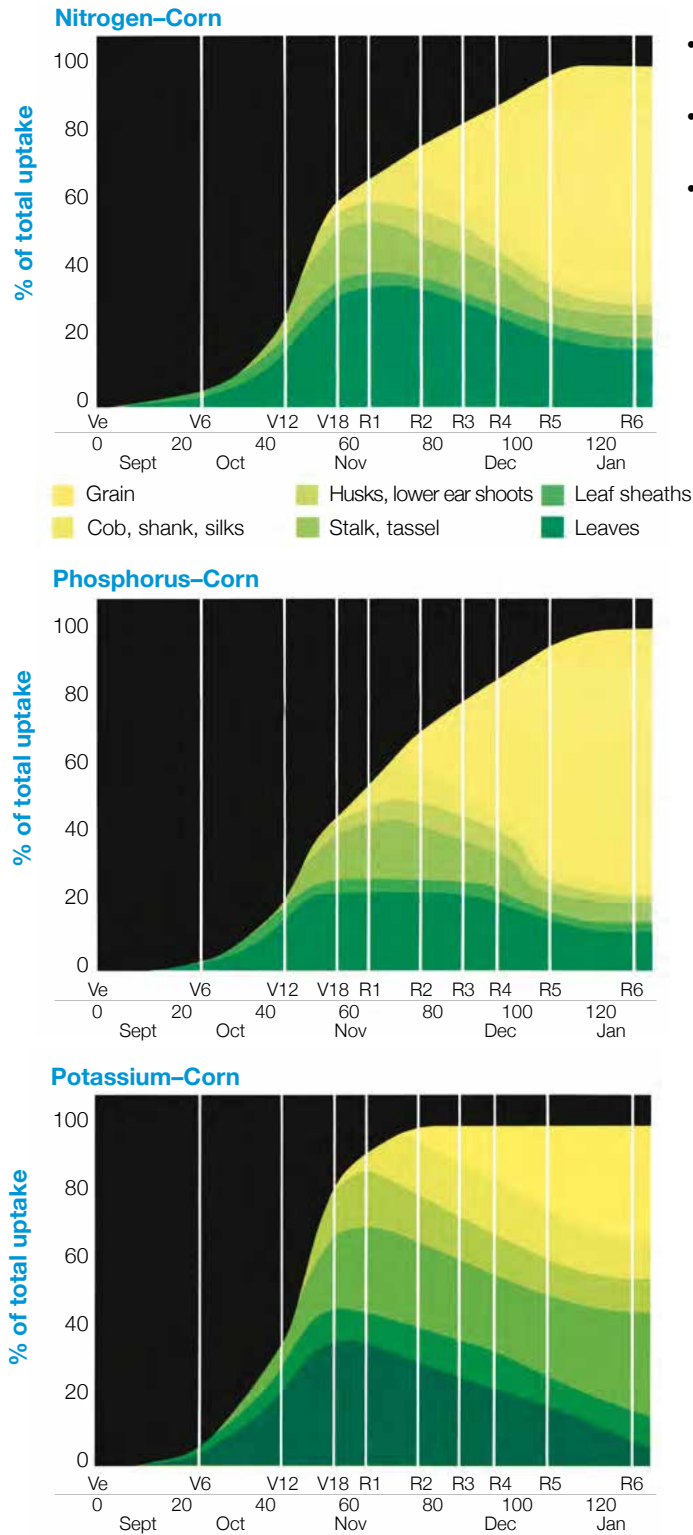 Nitrogen–Corn
% of total uptake
100
80
60
40
20
0
Ve V6 V12 V18 R1 R2 R3 R4 R5 R6
0 20 40 60 80 100 120
Sept Oct Nov Dec Jan
Grain Husks, lower ear shoots Leaf sheaths
Cob, shank, silks Stalk, tassel Leaves
Phosphorus–Corn
% of total uptake
100
80
60
40
20
0
Ve V6 V12 V18 R1 R2 R3 R4 R5 R6
0 20 40 60 80 100 120
Sept Oct Nov Dec Jan
Potassium–Corn
% of total uptake
100
80
60
40
20
0
Ve V6 V12 V18 R1 R2 R3 R4 R5 R6
0 20 40 60 80 100 120
Sept Oct Nov Dec Jan